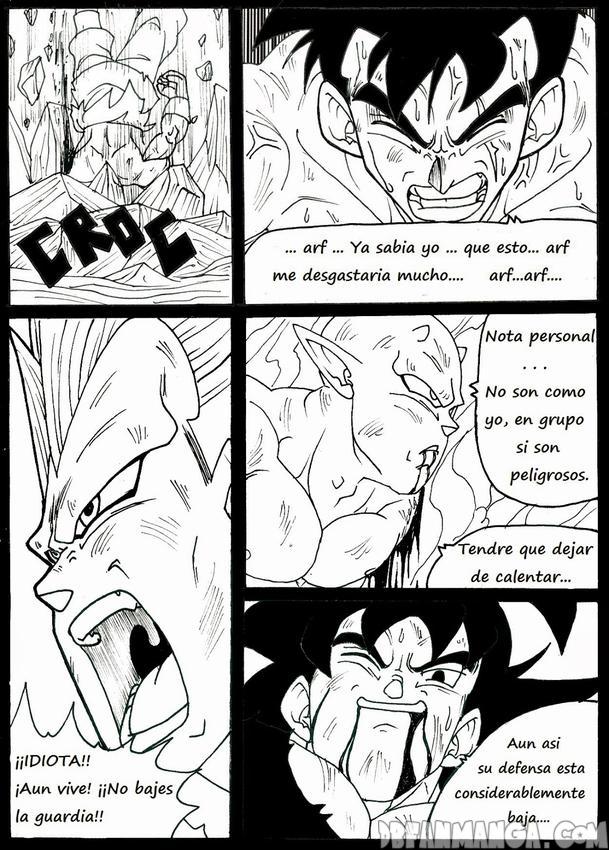 CROC
... arf ... Ya sabia yo ... que esto... arf
me desgastaria mucho.... arf...arf....
Nota personal
. . .
No son como
yo, en grupo
si son
peligrosos.
Tendre que dejar
de calentar...
¡¡IDIOTA!!
¡Aun vive! ¡¡No bajes
la guardia!!
Aun asi
su defensa esta
considerablemente
baja....
DBFANMANGA.COM